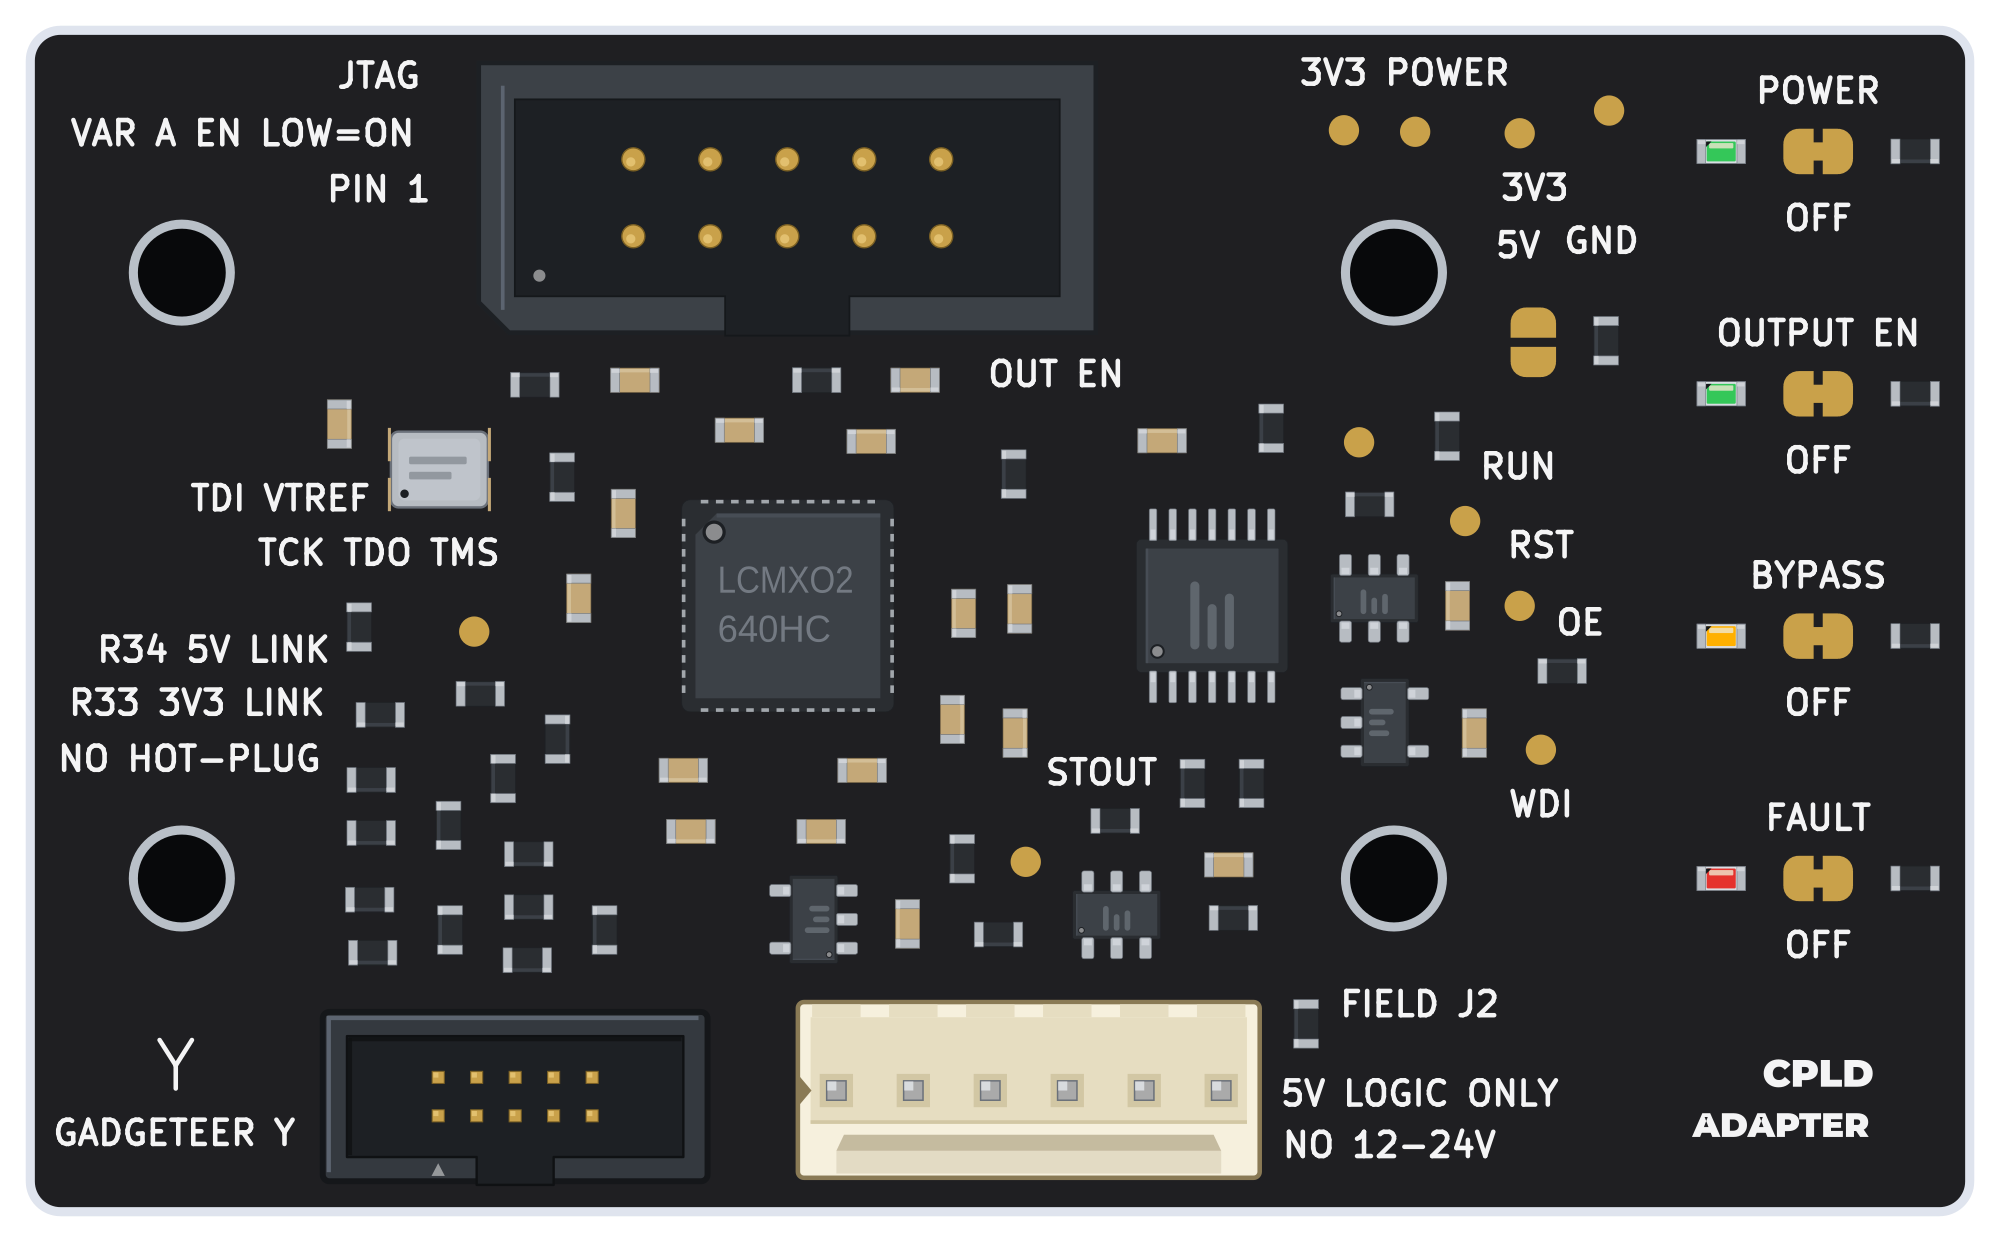 JTAG
VAR A EN LOW=ON
PIN 1
3V3 POWER
3V3
5V
GND
POWER
OFF
OUTPUT EN
OFF
OUT EN
TDI VTREF
TCK TDO TMS
LCMXO2
640HC
RUN
RST
OE
BYPASS
OFF
R34 5V LINK
R33 3V3 LINK
NO HOT-PLUG
STOUT
WDI
FAULT
OFF
Y
GADGETEER Y
FIELD J2
5V LOGIC ONLY
NO 12-24V
CPLD
ADAPTER